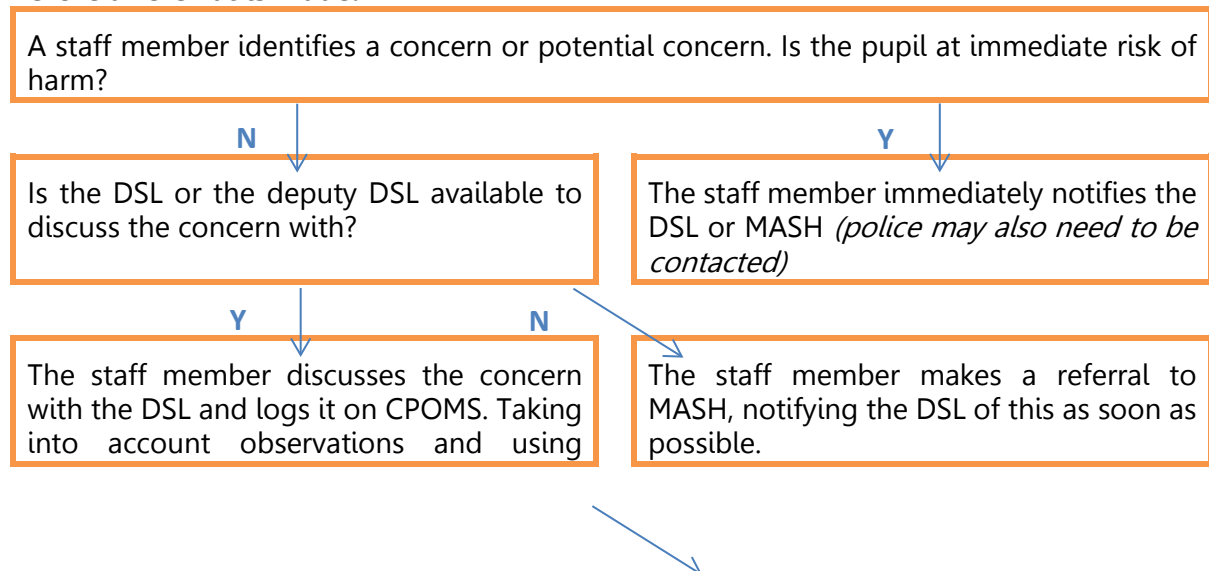 A staff member identifies a concern or potential concern. Is the pupil at immediate risk of
harm?
N
Y
Is the DSL or the deputy DSL available to
discuss the concern with?
The staff member immediately notifies the
DSL or MASH (police may also need to be
contacted)
Y
N
The staff member discusses the concern
with the DSL and logs it on CPOMS. Taking
into account observations and using
The staff member makes a referral to
MASH, notifying the DSL of this as soon as
possible.